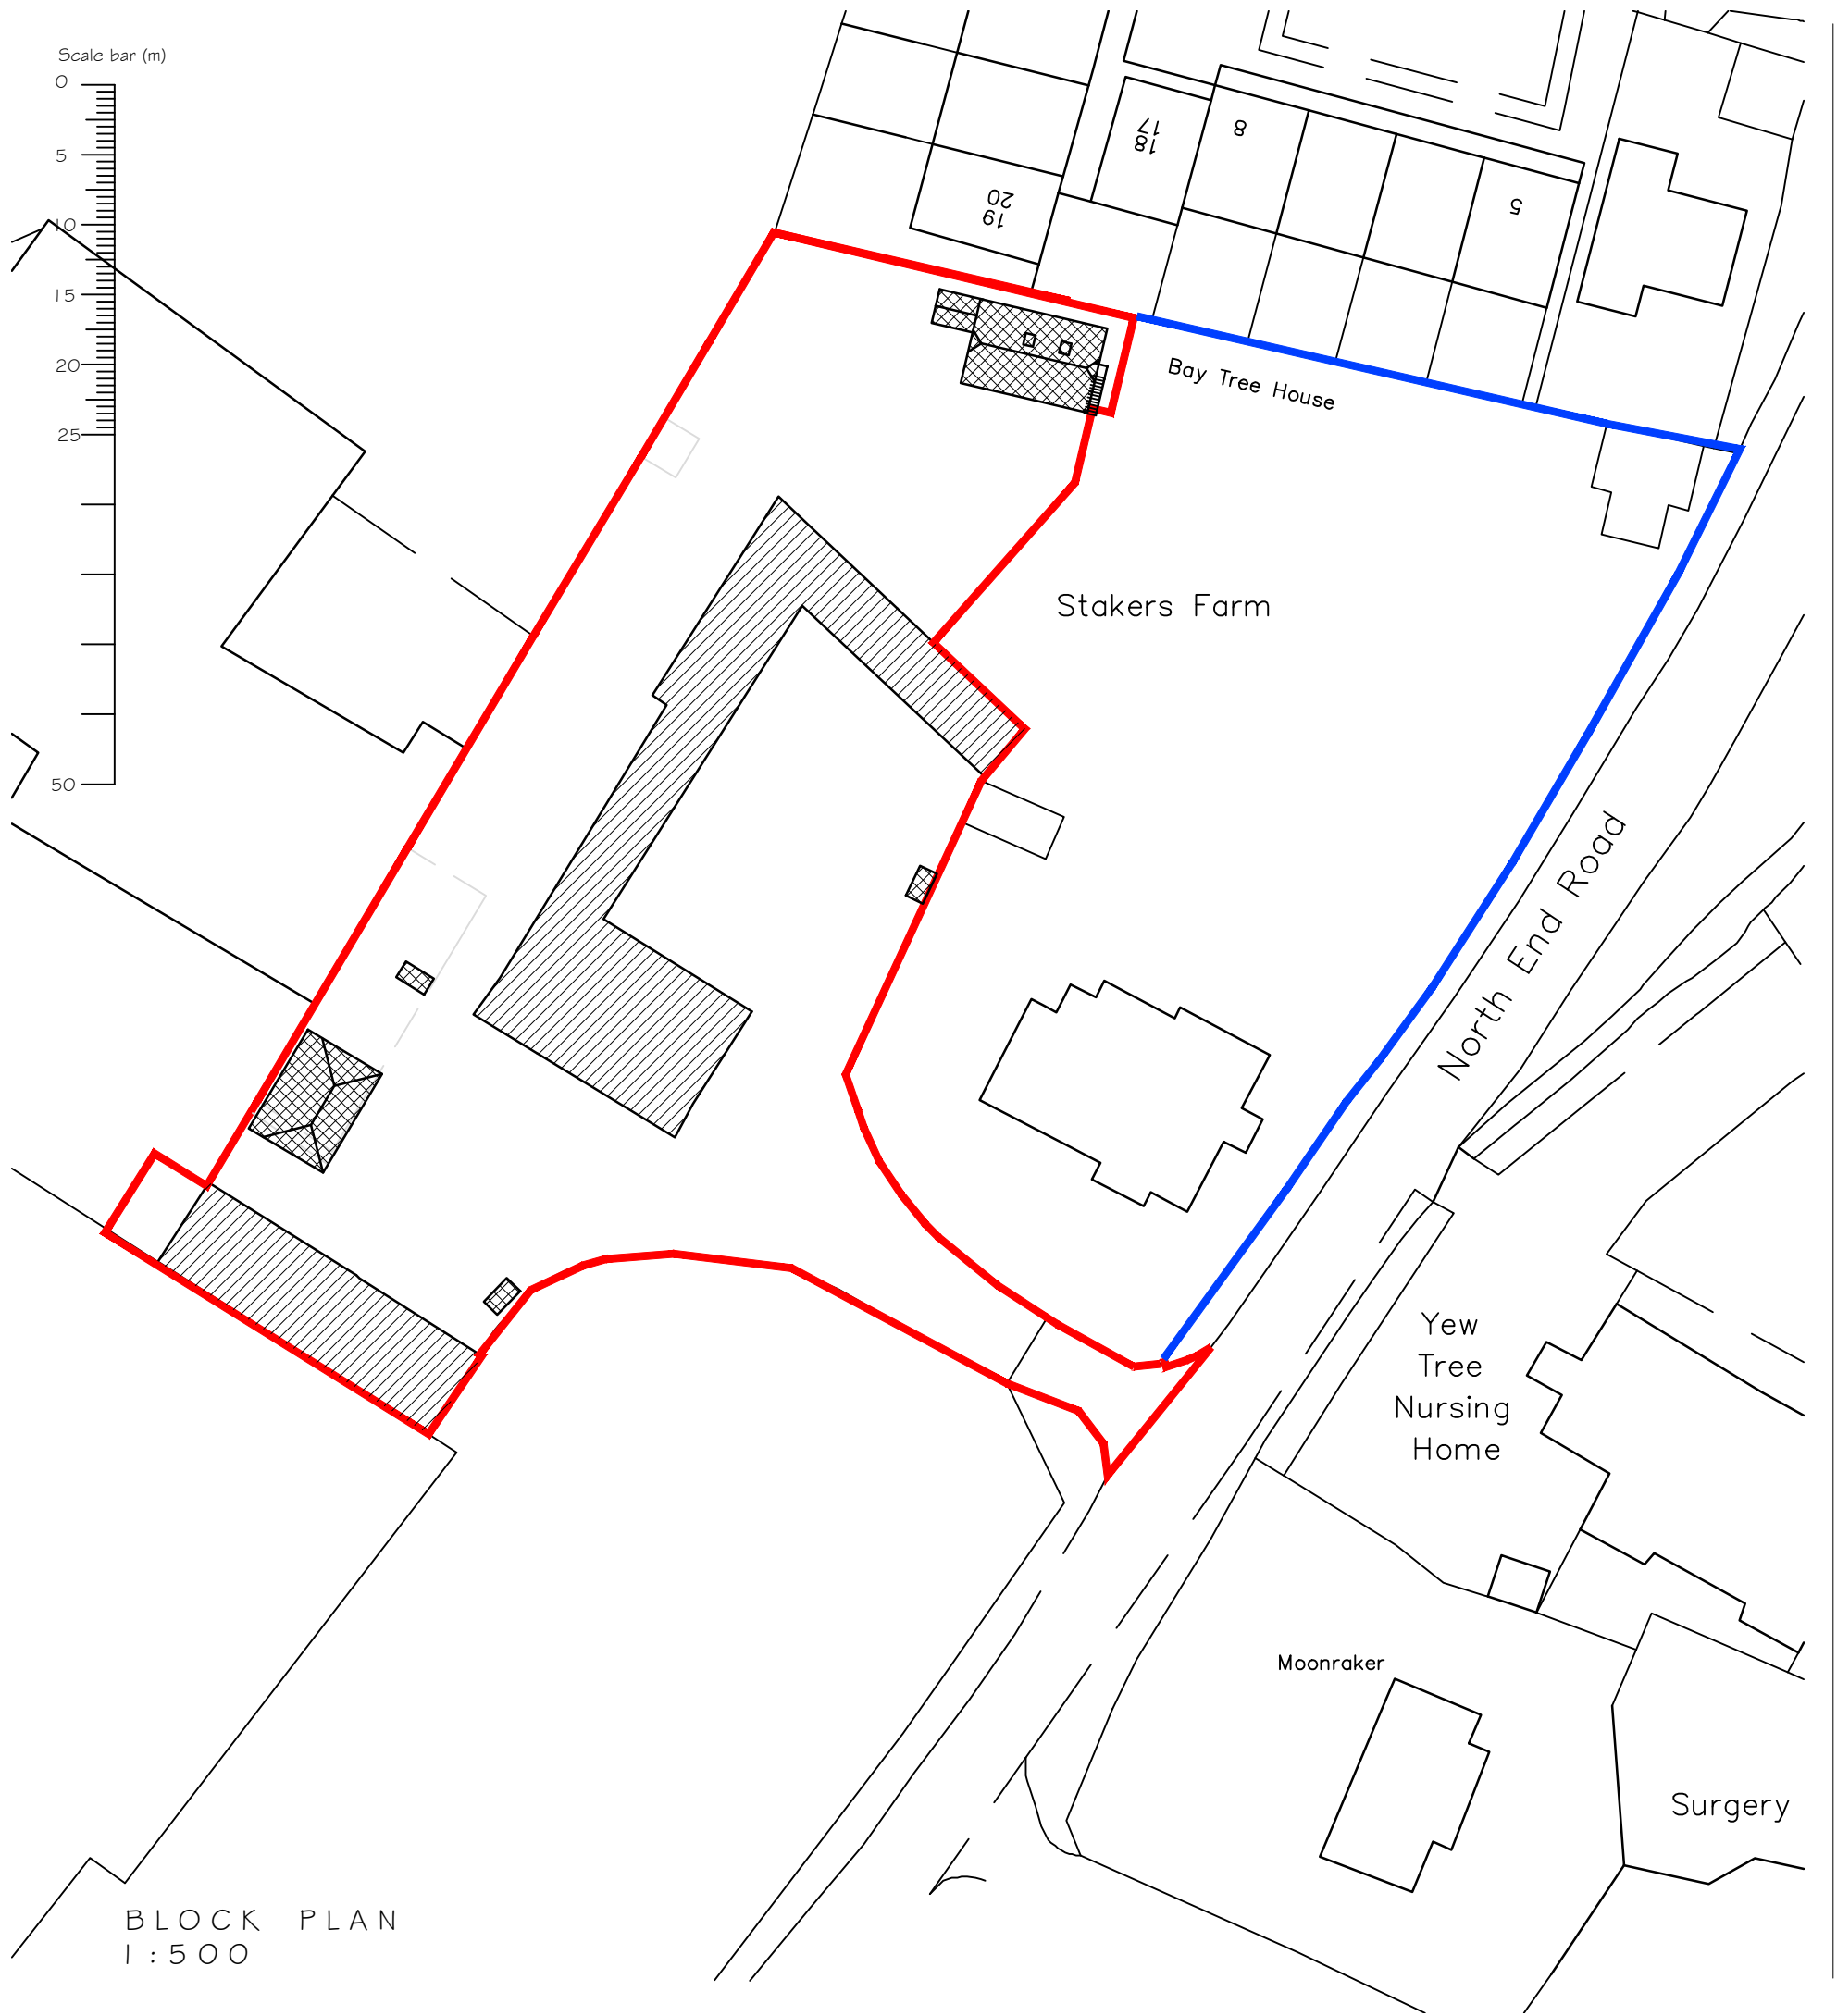 Scale bar (m)
0
5
10
15
20
25
50
17
18
8
5
20
19
Bay Tree House
Stakers Farm
North End Road
Yew
Tree
Nursing
Home
Moonraker
Surgery
BLOCK PLAN
1:500